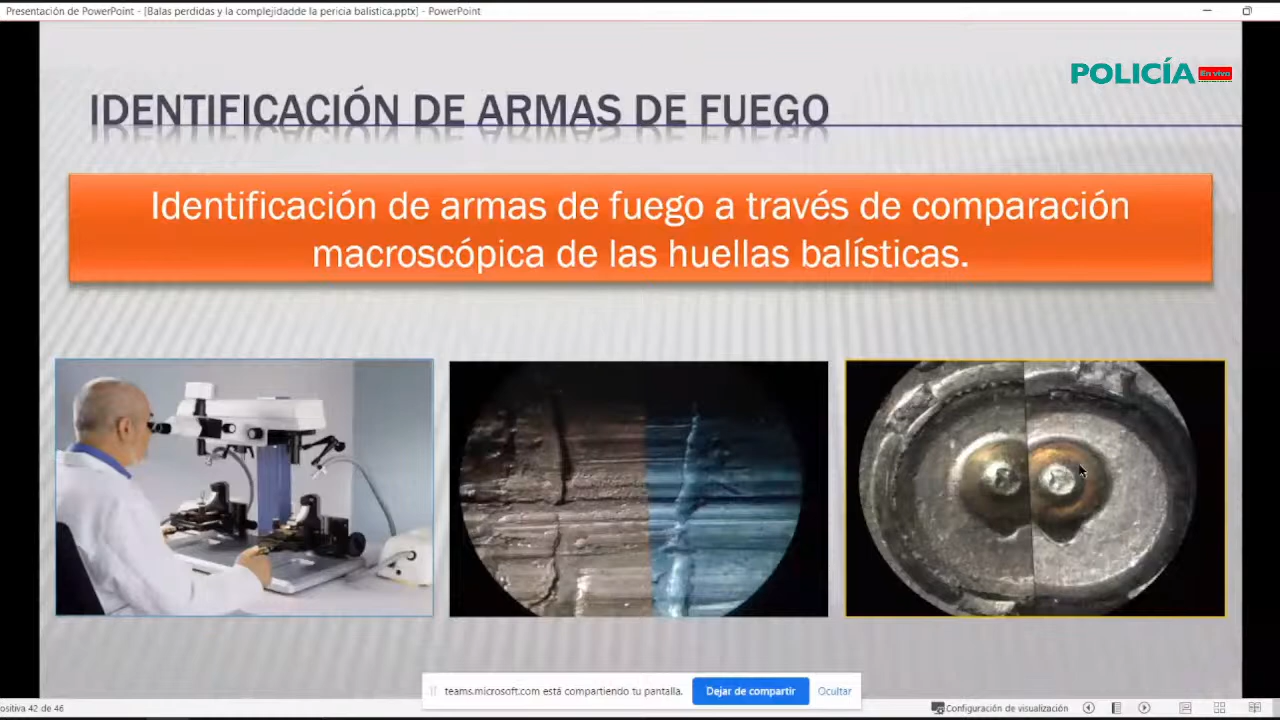 Presentación de PowerPoint - [Balas perdidas y la complejidadde la pericia balistica.pptx] - PowerPoint
POLICÍA En vivo
IDENTIFICACIÓN DE ARMAS DE FUEGO
Identificación de armas de fuego a través de comparación
macroscópica de las huellas balísticas.
teams.microsoft.com está compartiendo tu pantalla. Dejar de compartir Ocultar
ositiva 42 de 46 Configuración de visualización